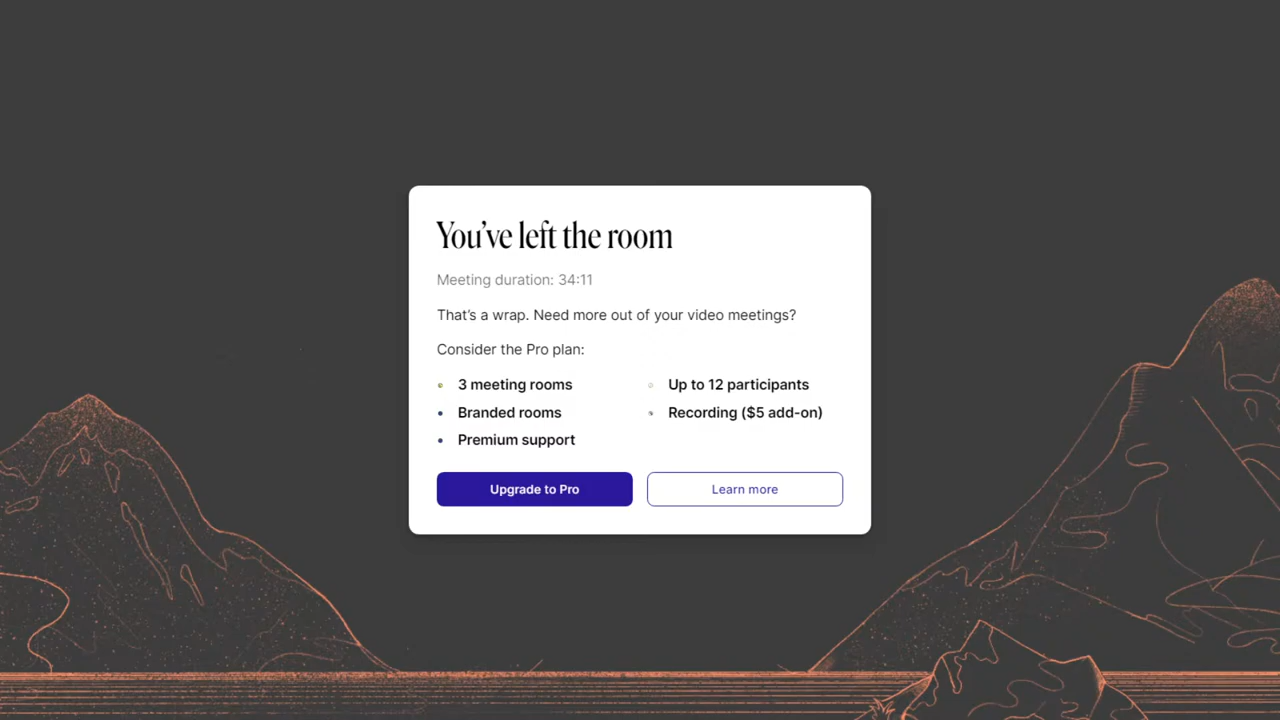 You've left the room
Meeting duration: 34:11
That's a wrap. Need more out of your video meetings?
Consider the Pro plan:
3 meeting rooms
Up to 12 participants
Branded rooms
Recording ($5 add-on)
Premium support
Upgrade to Pro
Learn more